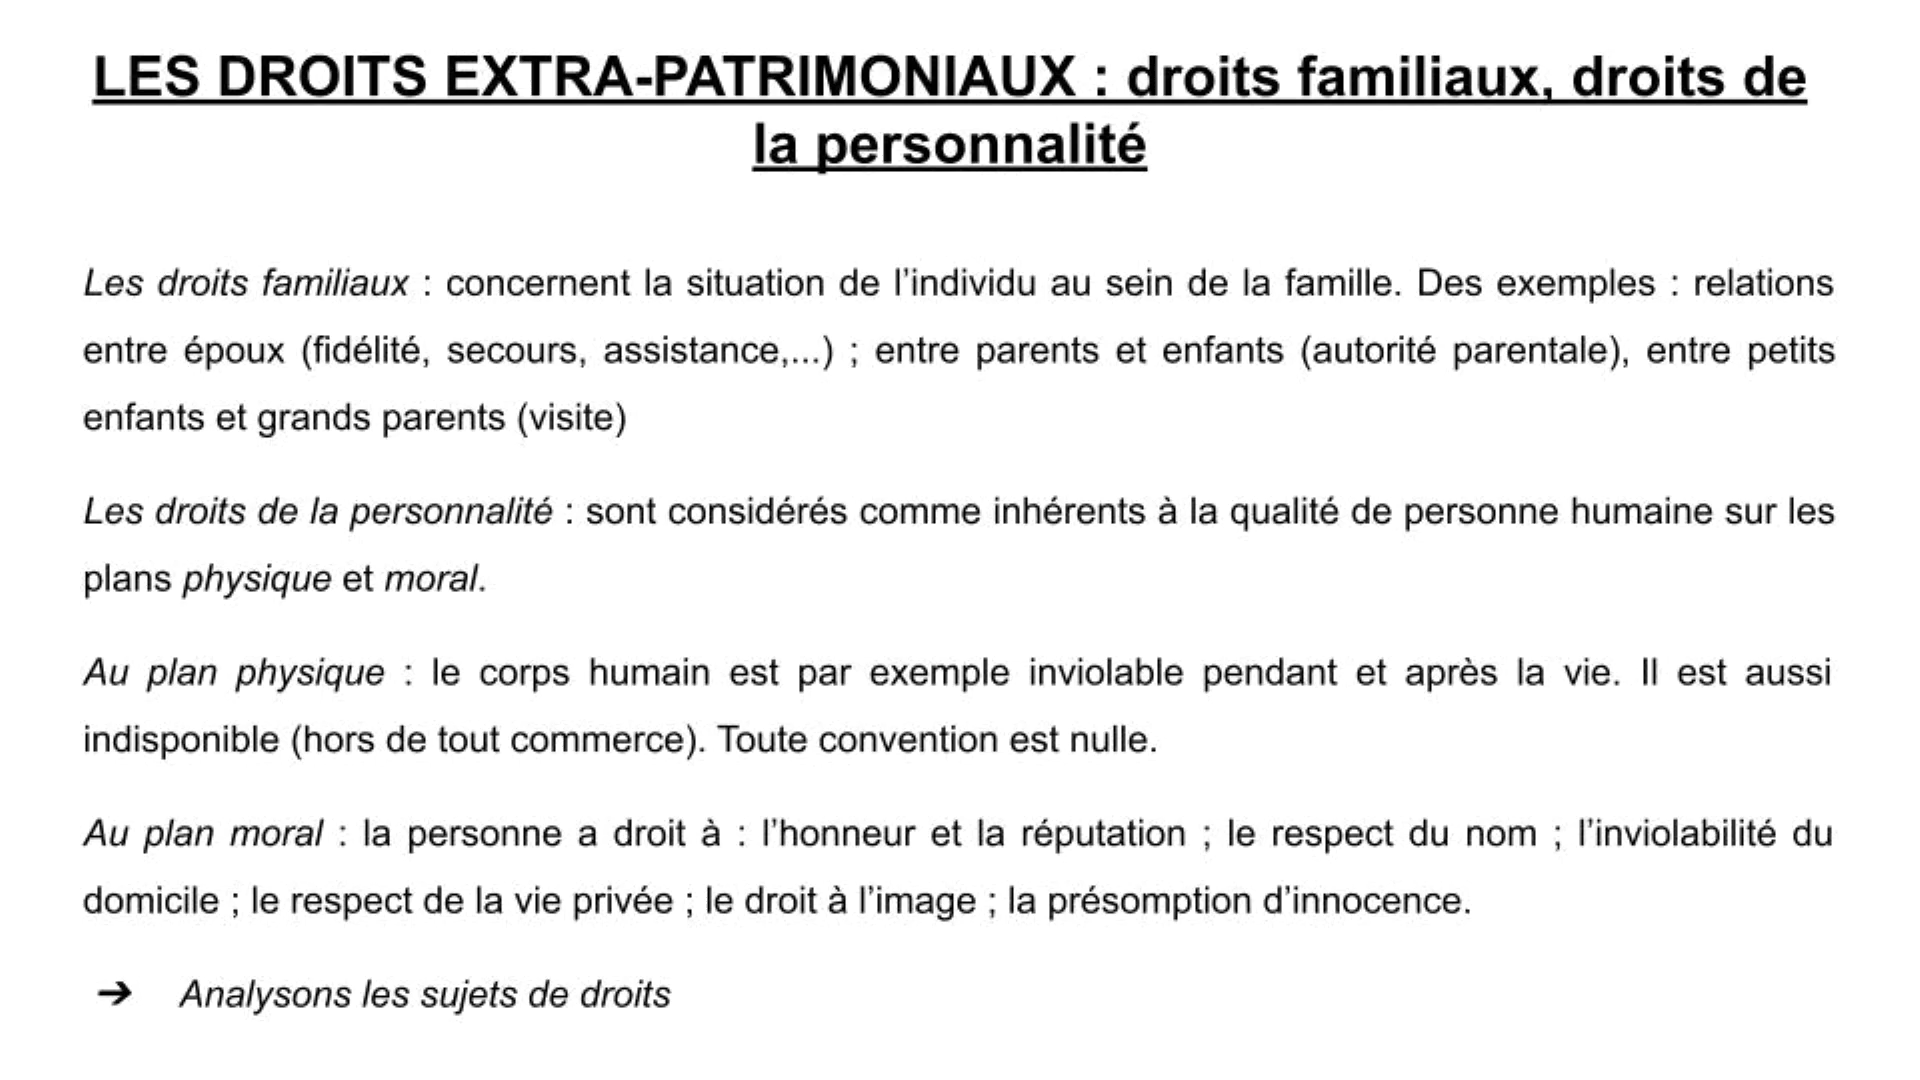 LES DROITS EXTRA-PATRIMONIAUX : droits familiaux, droits de
la personnalité
Les droits familiaux : concernent la situation de l’individu au sein de la famille. Des exemples : relations
entre époux (fidélité, secours, assistance,...) ; entre parents et enfants (autorité parentale), entre petits
enfants et grands parents (visite)
Les droits de la personnalité : sont considérés comme inhérents à la qualité de personne humaine sur les
plans physique et moral.
Au plan physique : le corps humain est par exemple inviolable pendant et après la vie. Il est aussi
indisponible (hors de tout commerce). Toute convention est nulle.
Au plan moral : la personne a droit à : l’honneur et la réputation ; le respect du nom ; l’inviolabilité du
domicile ; le respect de la vie privée ; le droit à l’image ; la présomption d’innocence.
➔ Analysons les sujets de droits